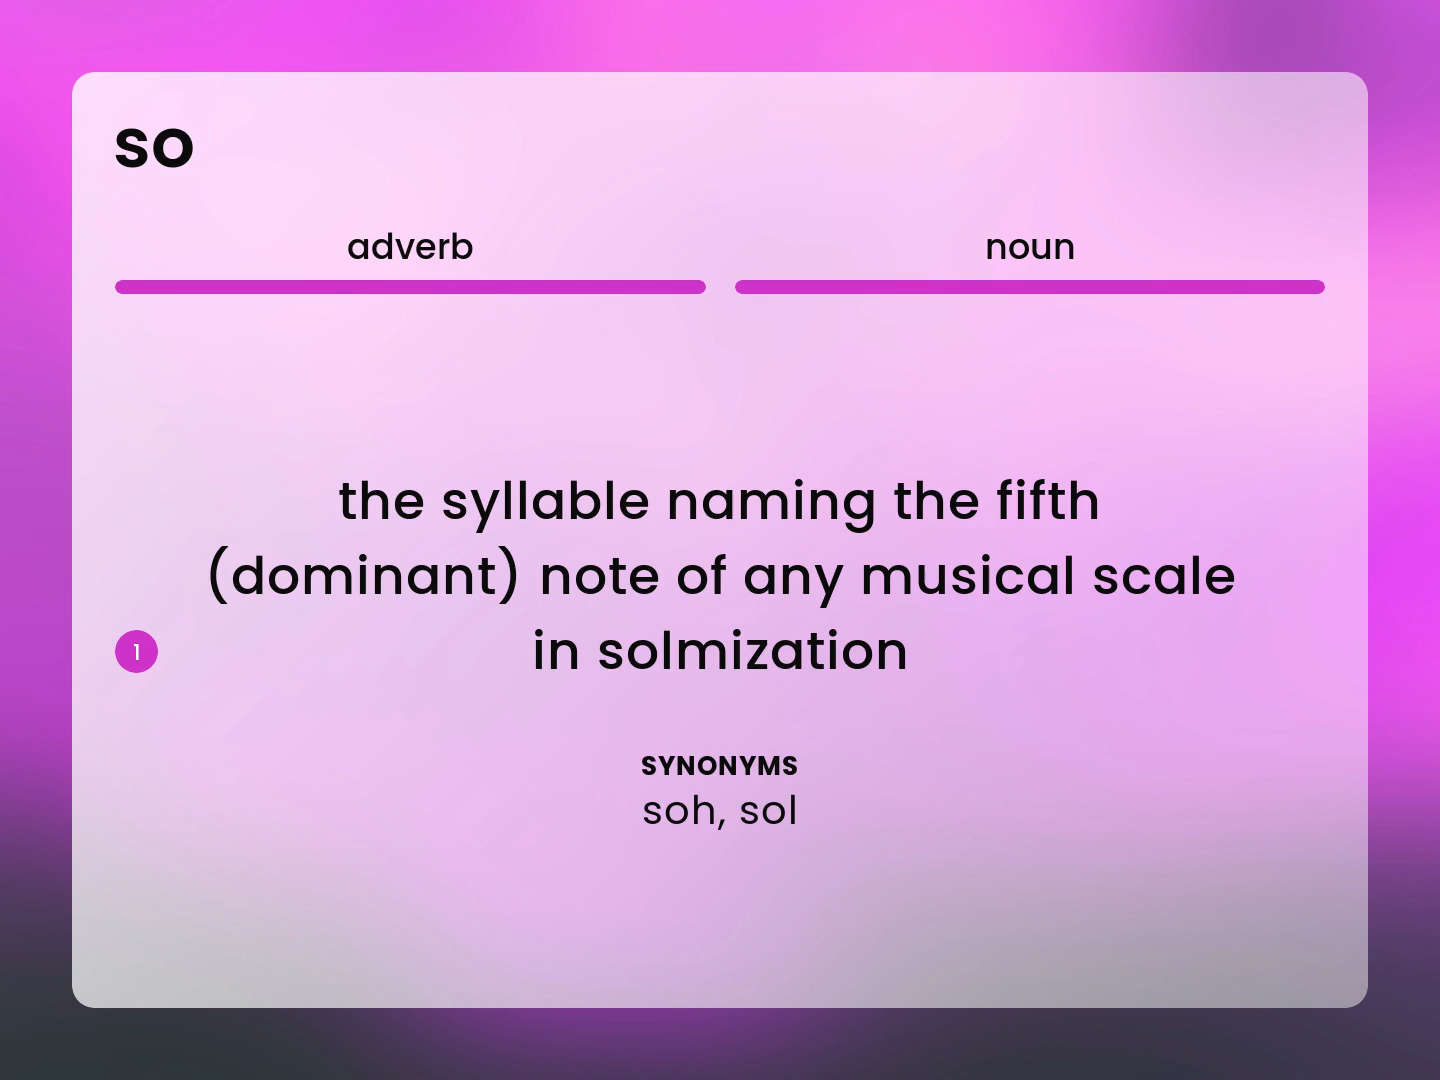 so
adverb
noun
the syllable naming the fifth
(dominant) note of any musical scale
in solmization
1
SYNONYMS
soh, sol